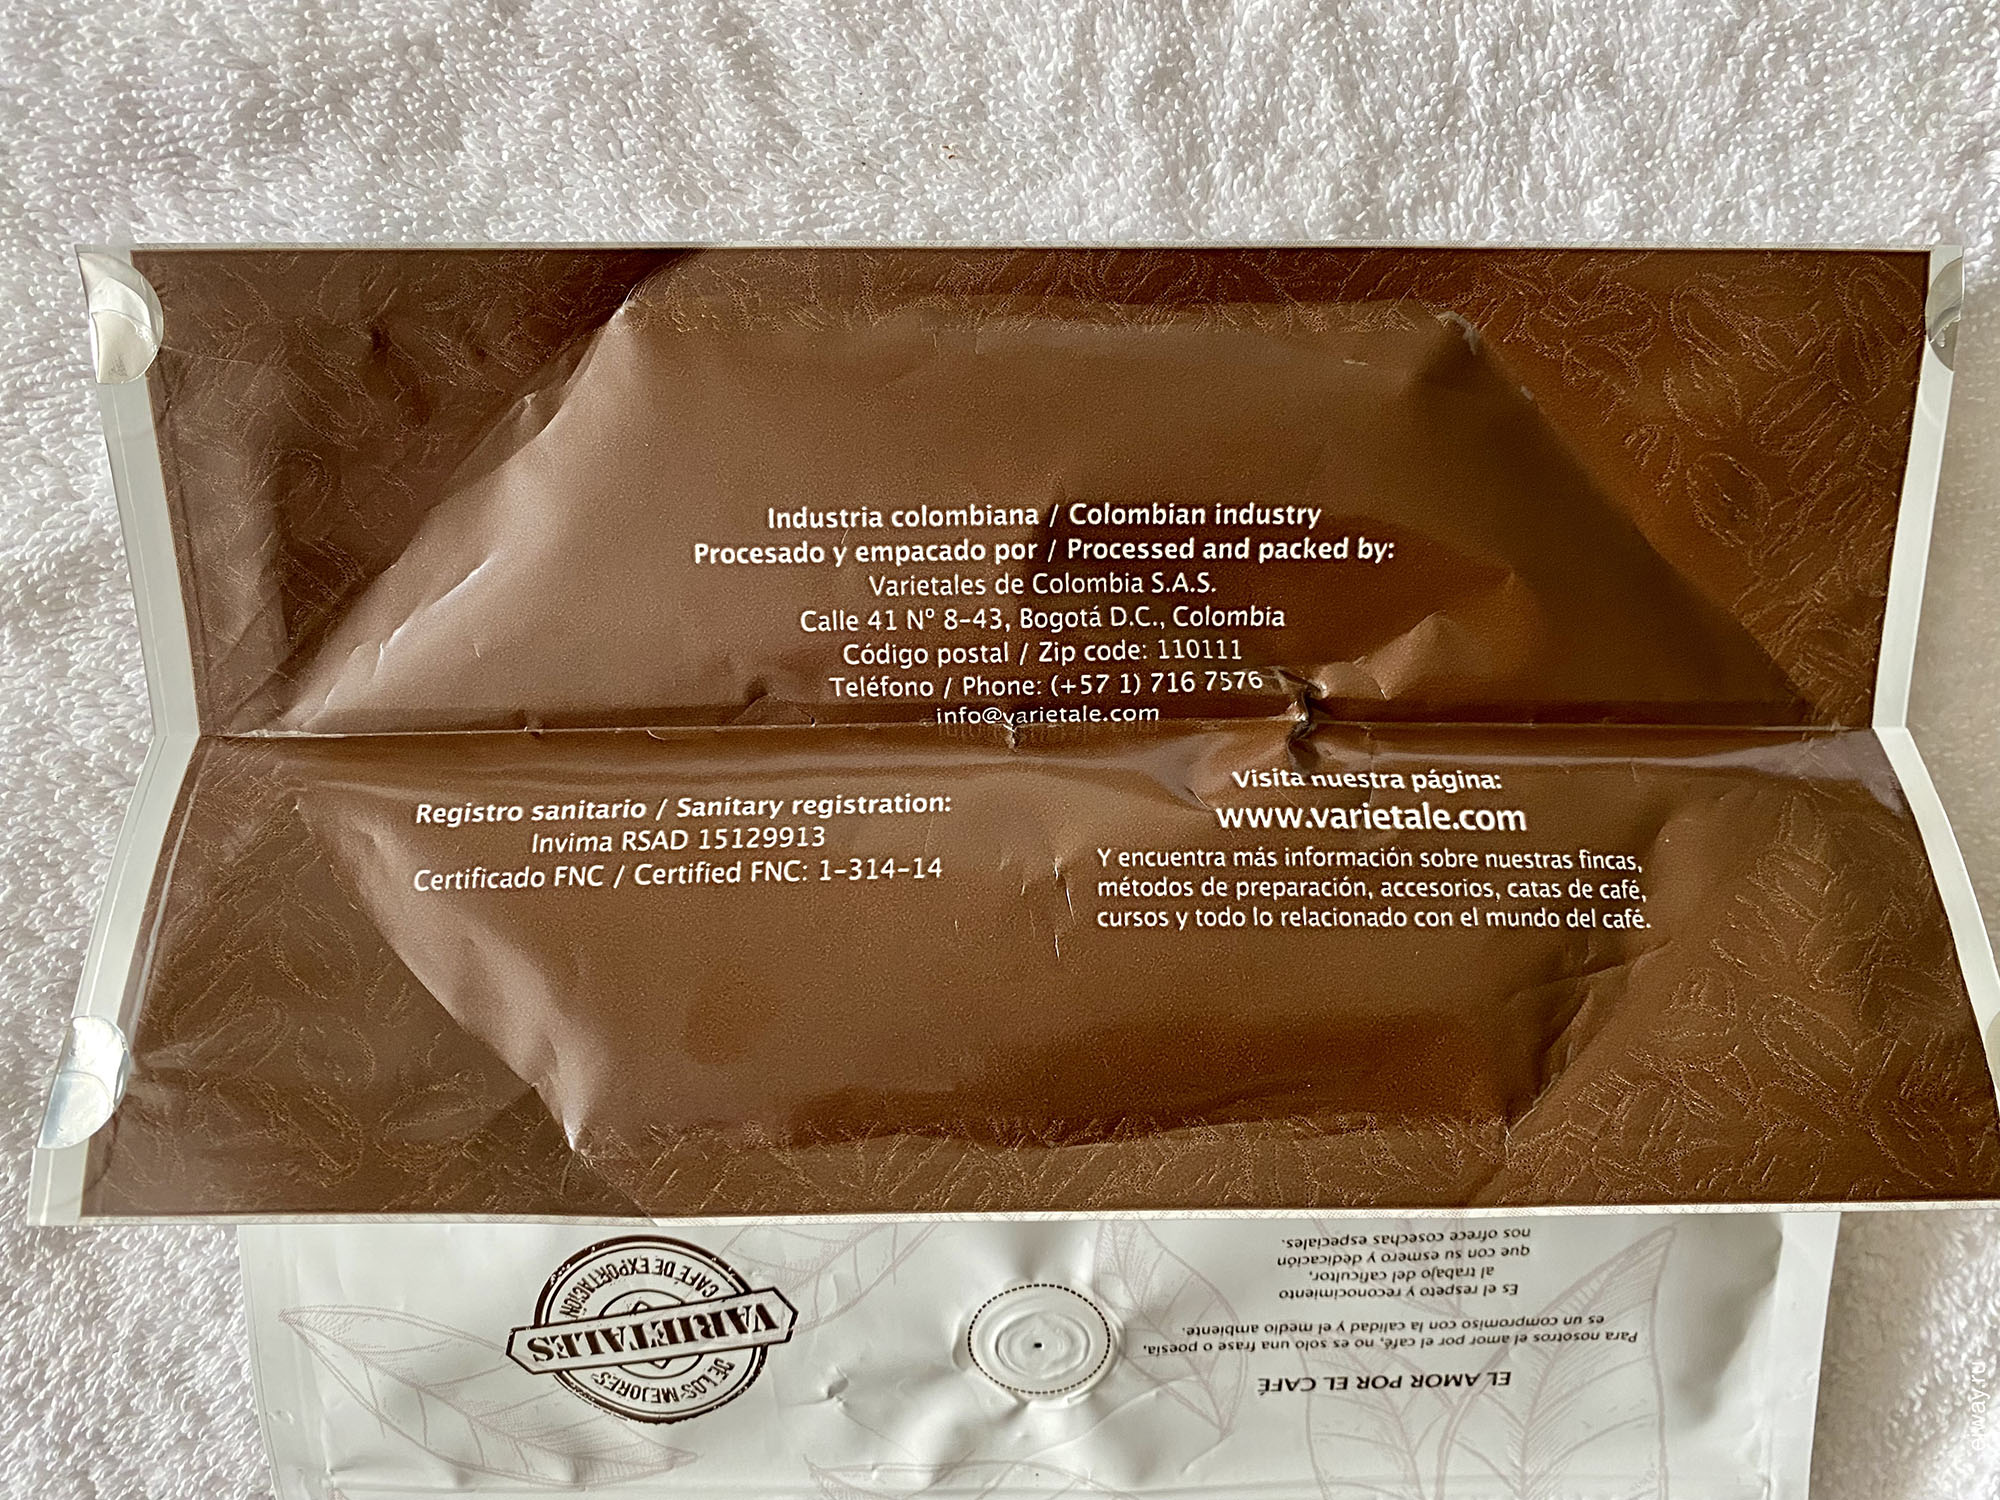 Industria colombiana / Colombian industry
Procesado y empacado por / Processed and packed by:
Varietales de Colombia S.A.S.
Calle 41 Nº 8-43, Bogotá D.C., Colombia
Código postal / Zip code: 110111
Teléfono / Phone: (+57 1) 716 7576
info@varietale.com
Registro sanitario / Sanitary registration:
Invima RSAD 15129913
Certificado FNC / Certified FNC: 1-314-14
Visita nuestra página:
www.varietale.com
Y encuentra más información sobre nuestras fincas,
métodos de preparación, accesorios, catas de café,
cursos y todo lo relacionado con el mundo del café.
EL AMOR POR EL CAFÉ
Para nosotros el amor por el café, no es solo una frase o poesía,
es un compromiso con la calidad y el medio ambiente.
Es el respeto y reconocimiento
al trabajo del caficultor,
que con su esmero y dedicación
nos ofrece cosechas especiales.
DE LOS MEJORES
VARIETALES
CAFÉ DE EXPORTACIÓN
elway.ru